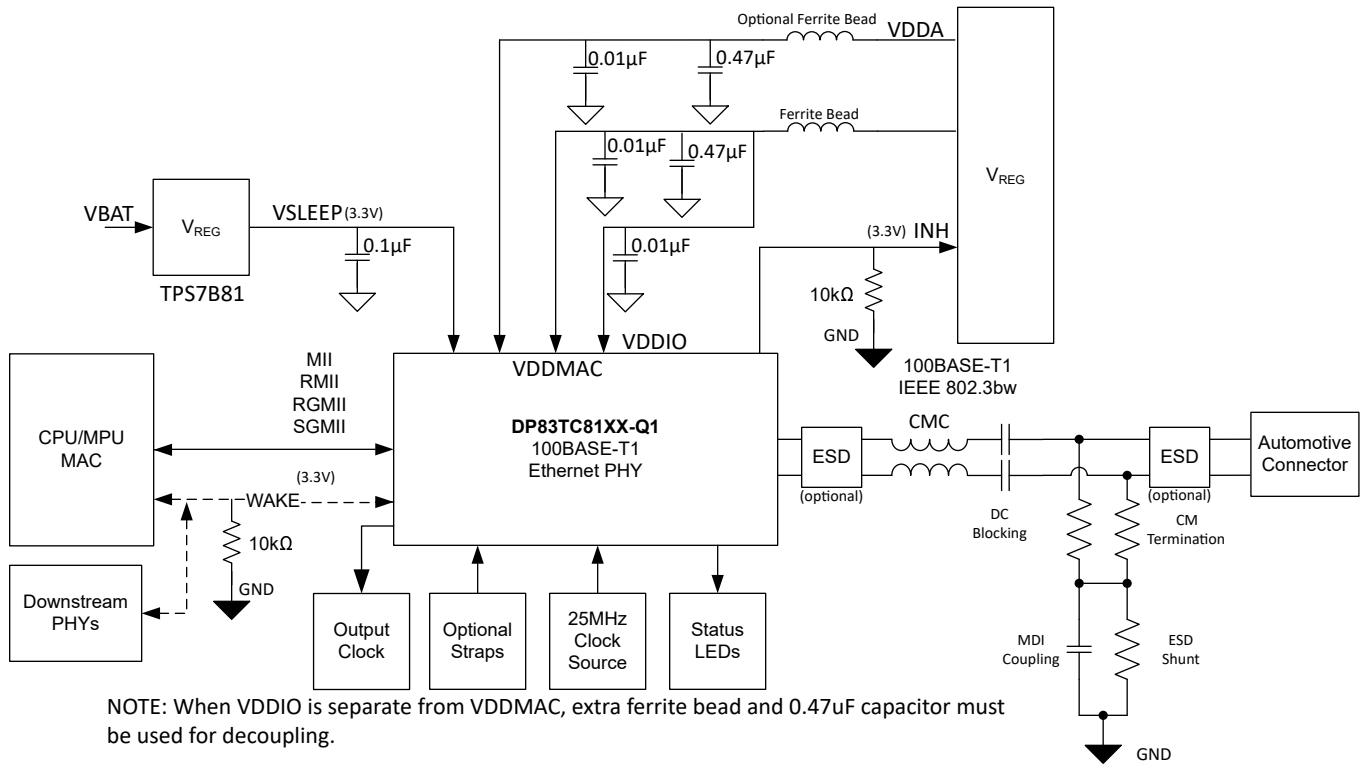 Optional Ferrite Bead
VDDA
0.01µF
0.47µF
Ferrite Bead
0.01µF
0.47µF
V_REG
VBAT
V_REG
VSLEEP (3.3V)
0.1µF
TPS7B81
0.01µF
(3.3V) INH
10kΩ
GND
VDDIO
VDDMAC
100BASE-T1
IEEE 802.3bw
MII
RMII
RGMII
SGMII
CPU/MPU
MAC
DP83TC81XX-Q1
100BASE-T1
Ethernet PHY
ESD
(optional)
CMC
DC
Blocking
ESD
(optional)
Automotive
Connector
CM
Termination
(3.3V)
WAKE
10kΩ
GND
Downstream
PHYs
Output
Clock
Optional
Straps
25MHz
Clock
Source
Status
LEDs
MDI
Coupling
ESD
Shunt
GND
NOTE: When VDDIO is separate from VDDMAC, extra ferrite bead and 0.47uF capacitor must
be used for decoupling.